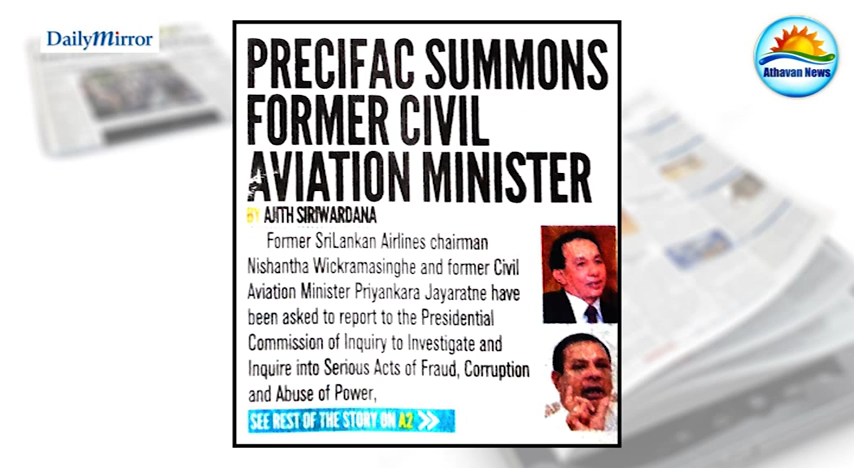 DailyMirror
Athavan News
PRECIFAC SUMMONS
FORMER CIVIL
AVIATION MINISTER
BY AJITH SIRIWARDANA
Former SriLankan Airlines chairman
Nishantha Wickramasinghe and former Civil
Aviation Minister Priyankara Jayaratne have
been asked to report to the Presidential
Commission of Inquiry to Investigate and
Inquire into Serious Acts of Fraud, Corruption
and Abuse of Power,
SEE REST OF THE STORY ON A2 >>